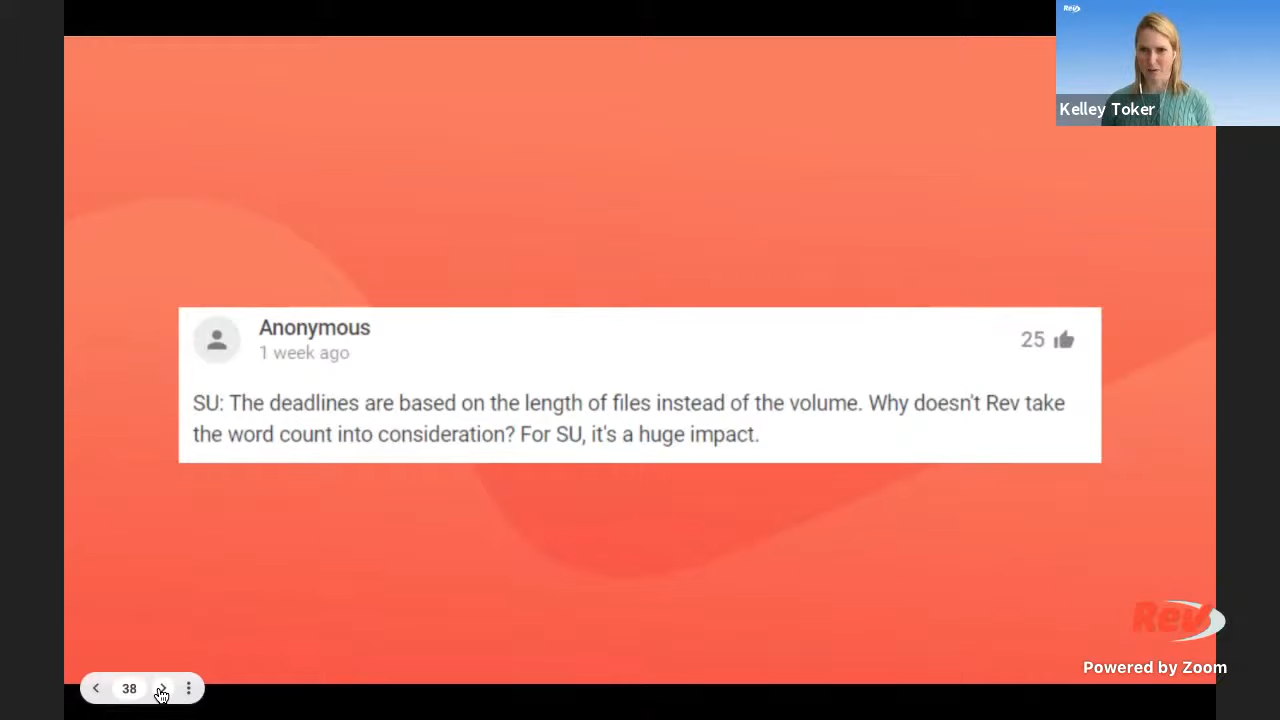 Rev
Kelley Toker
Anonymous
1 week ago
25
SU: The deadlines are based on the length of files instead of the volume. Why doesn't Rev take
the word count into consideration? For SU, it's a huge impact.
Rev
Powered by Zoom
38